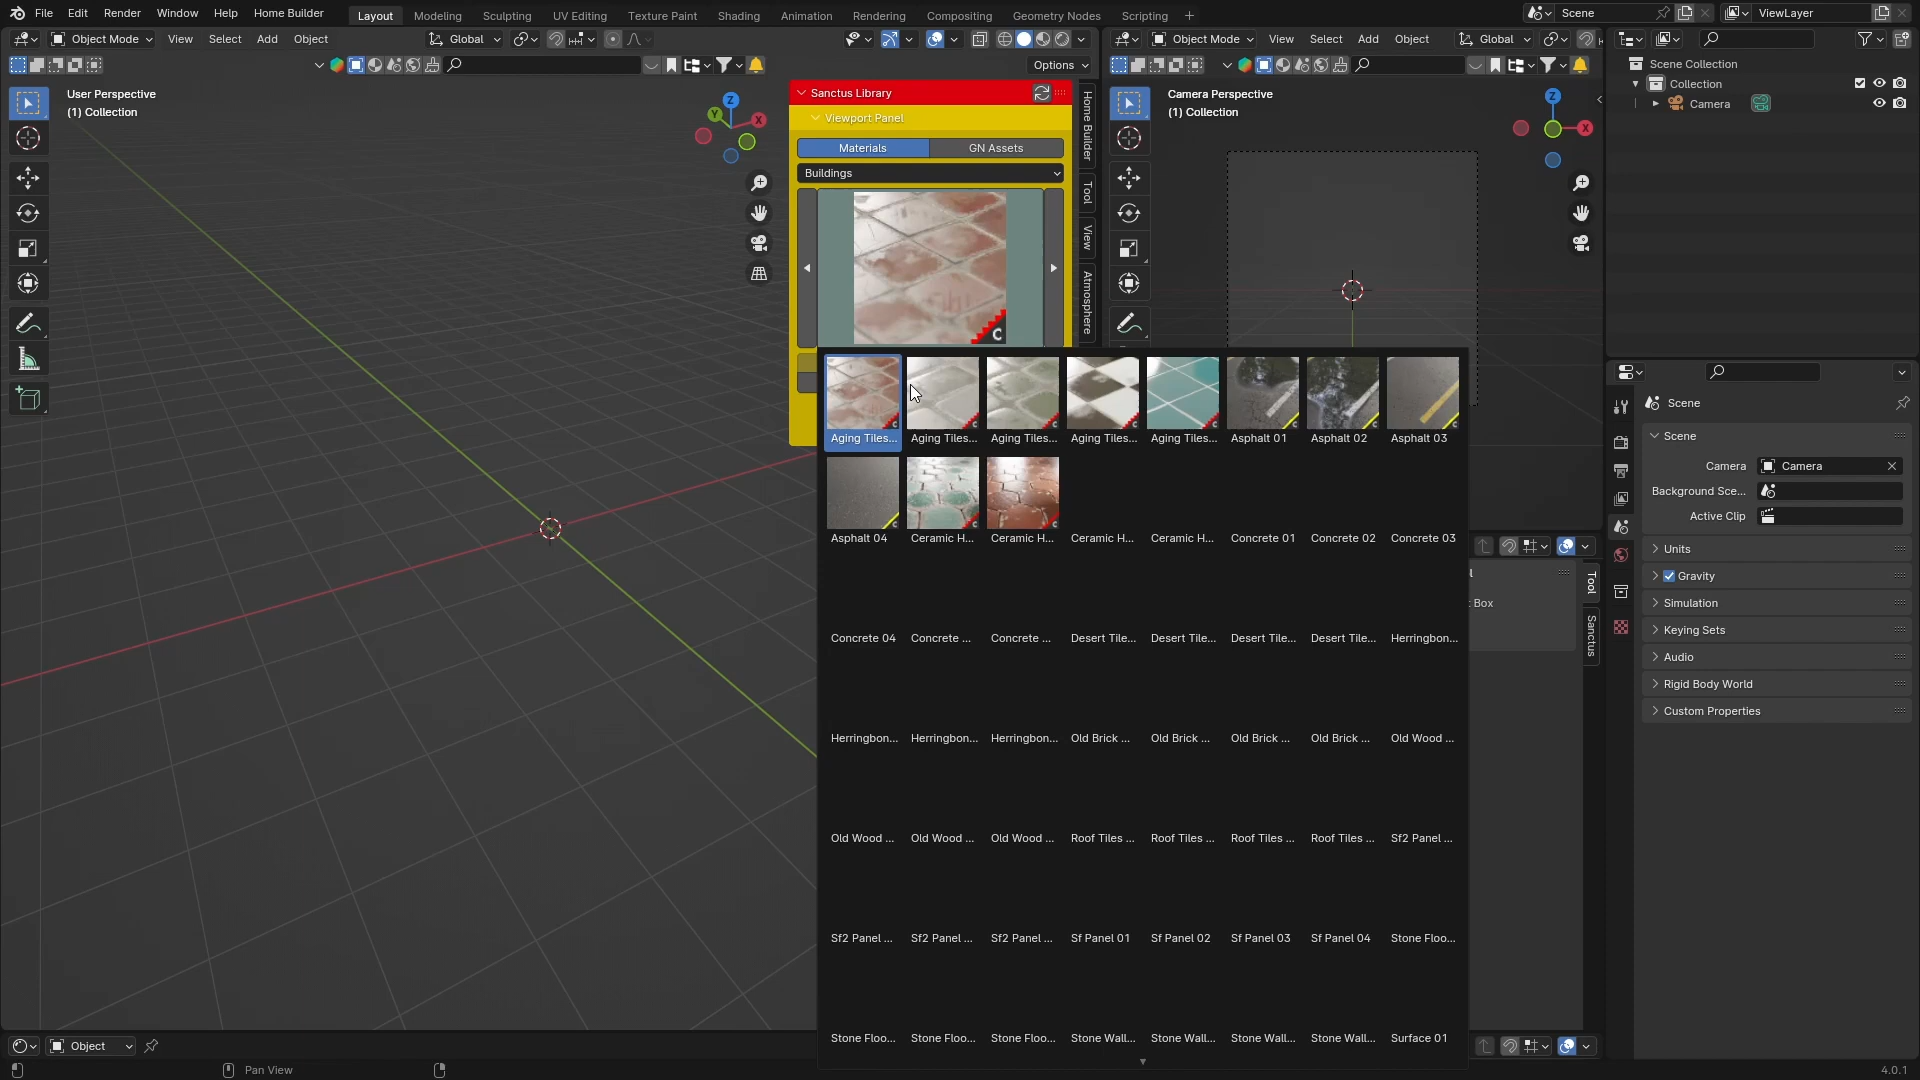 File Edit Render Window Help Home Builder Layout Modeling Sculpting UV Editing Texture Paint Shading Animation Rendering Compositing Geometry Nodes Scripting + Scene ViewLayer
Object Mode View Select Add Object Global Object Mode View Select Add Object Global
Options
User Perspective
(1) Collection
Sanctus Library
Viewport Panel
Materials GN Assets
Buildings
Home Builder
Tool
View
Atmosphere
Z
Y
X
Camera Perspective
(1) Collection
Z
X
Scene Collection
Collection
Camera
C
Aging Tiles... Aging Tiles... Aging Tiles... Aging Tiles... Aging Tiles... Asphalt 01 Asphalt 02 Asphalt 03
Asphalt 04 Ceramic H... Ceramic H... Ceramic H... Ceramic H... Concrete 01 Concrete 02 Concrete 03
Concrete 04 Concrete ... Concrete ... Desert Tile... Desert Tile... Desert Tile... Desert Tile... Herringbon...
Herringbon... Herringbon... Herringbon... Old Brick ... Old Brick ... Old Brick ... Old Brick ... Old Wood ...
Old Wood ... Old Wood ... Old Wood ... Roof Tiles ... Roof Tiles ... Roof Tiles ... Roof Tiles ... Sf2 Panel ...
Sf2 Panel ... Sf2 Panel ... Sf2 Panel ... Sf Panel 01 Sf Panel 02 Sf Panel 03 Sf Panel 04 Stone Floo...
Stone Floo... Stone Floo... Stone Floo... Stone Wall... Stone Wall... Stone Wall... Stone Wall... Surface 01
Tool
Sanctus
Box
Scene
Scene
Camera Camera
Background Sce...
Active Clip
Units
Gravity
Simulation
Keying Sets
Audio
Rigid Body World
Custom Properties
Object
Pan View
4.0.1